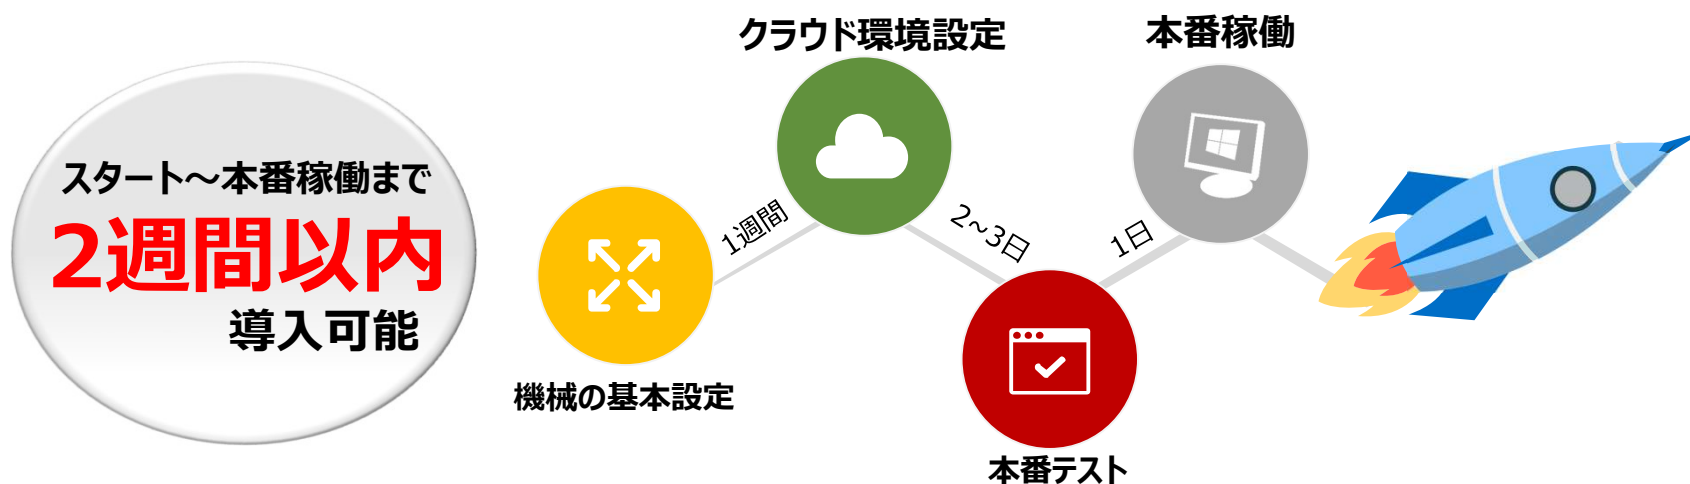 スタート～本番稼働まで
2週間以内
導入可能
機械の基本設定
1週間
クラウド環境設定
2~3日
本番テスト
1日
本番稼働